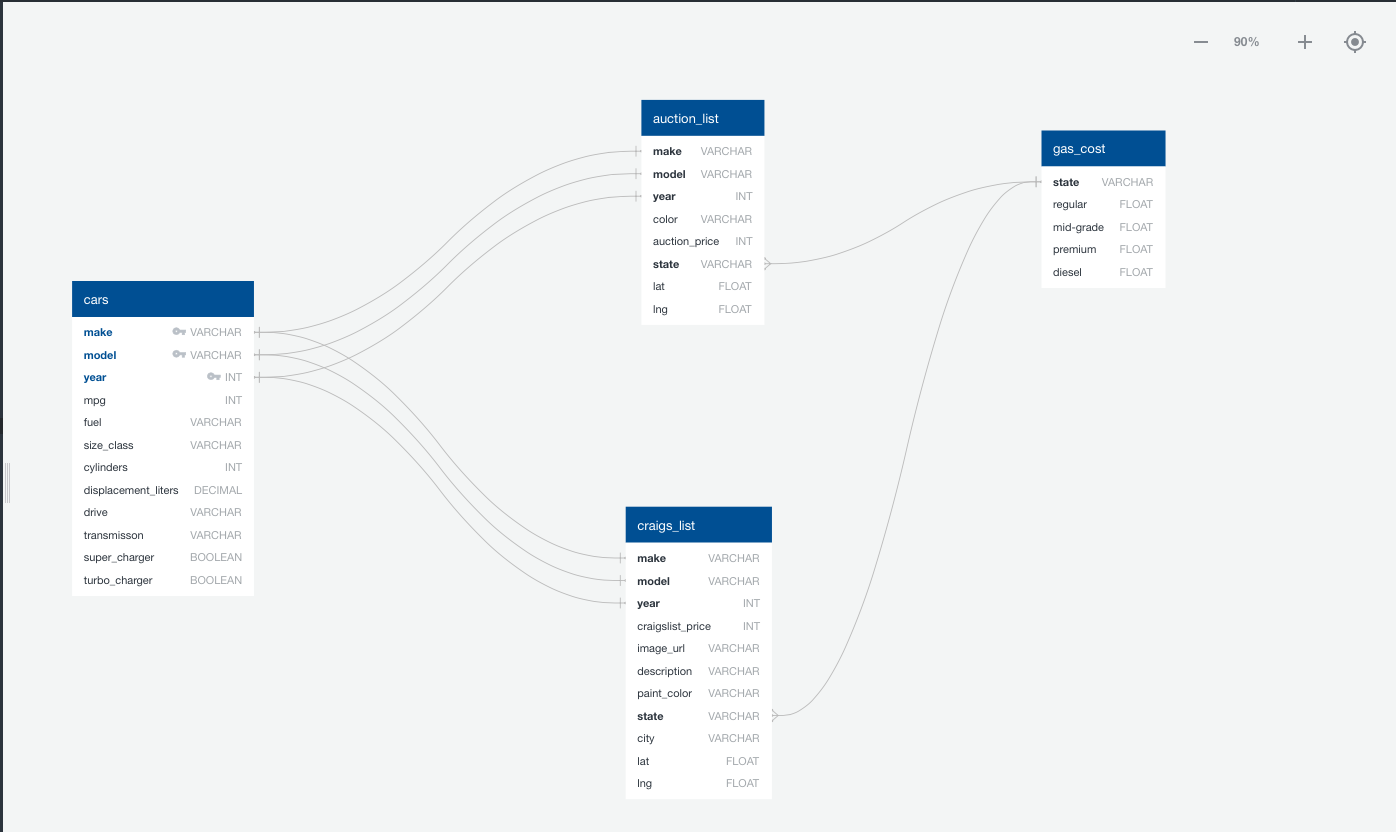 90%
auction_list
make VARCHAR
model VARCHAR
year INT
color VARCHAR
auction_price INT
state VARCHAR
lat FLOAT
lng FLOAT
gas_cost
state VARCHAR
regular FLOAT
mid-grade FLOAT
premium FLOAT
diesel FLOAT
cars
make VARCHAR
model VARCHAR
year INT
mpg INT
fuel VARCHAR
size_class VARCHAR
cylinders INT
displacement_liters DECIMAL
drive VARCHAR
transmisson VARCHAR
super_charger BOOLEAN
turbo_charger BOOLEAN
craigs_list
make VARCHAR
model VARCHAR
year INT
craigslist_price INT
image_url VARCHAR
description VARCHAR
paint_color VARCHAR
state VARCHAR
city VARCHAR
lat FLOAT
lng FLOAT